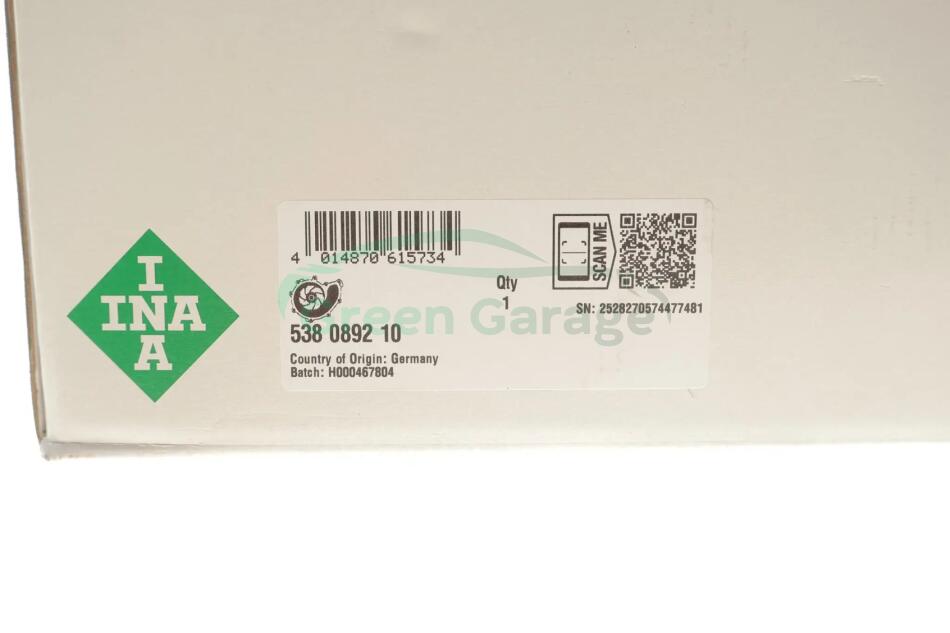 I
INA
A
4 014870 615734
Qty
1
SCAN ME
SN: 2528270574477481
Green Garage
538 0892 10
Country of Origin: Germany
Batch: H000467804